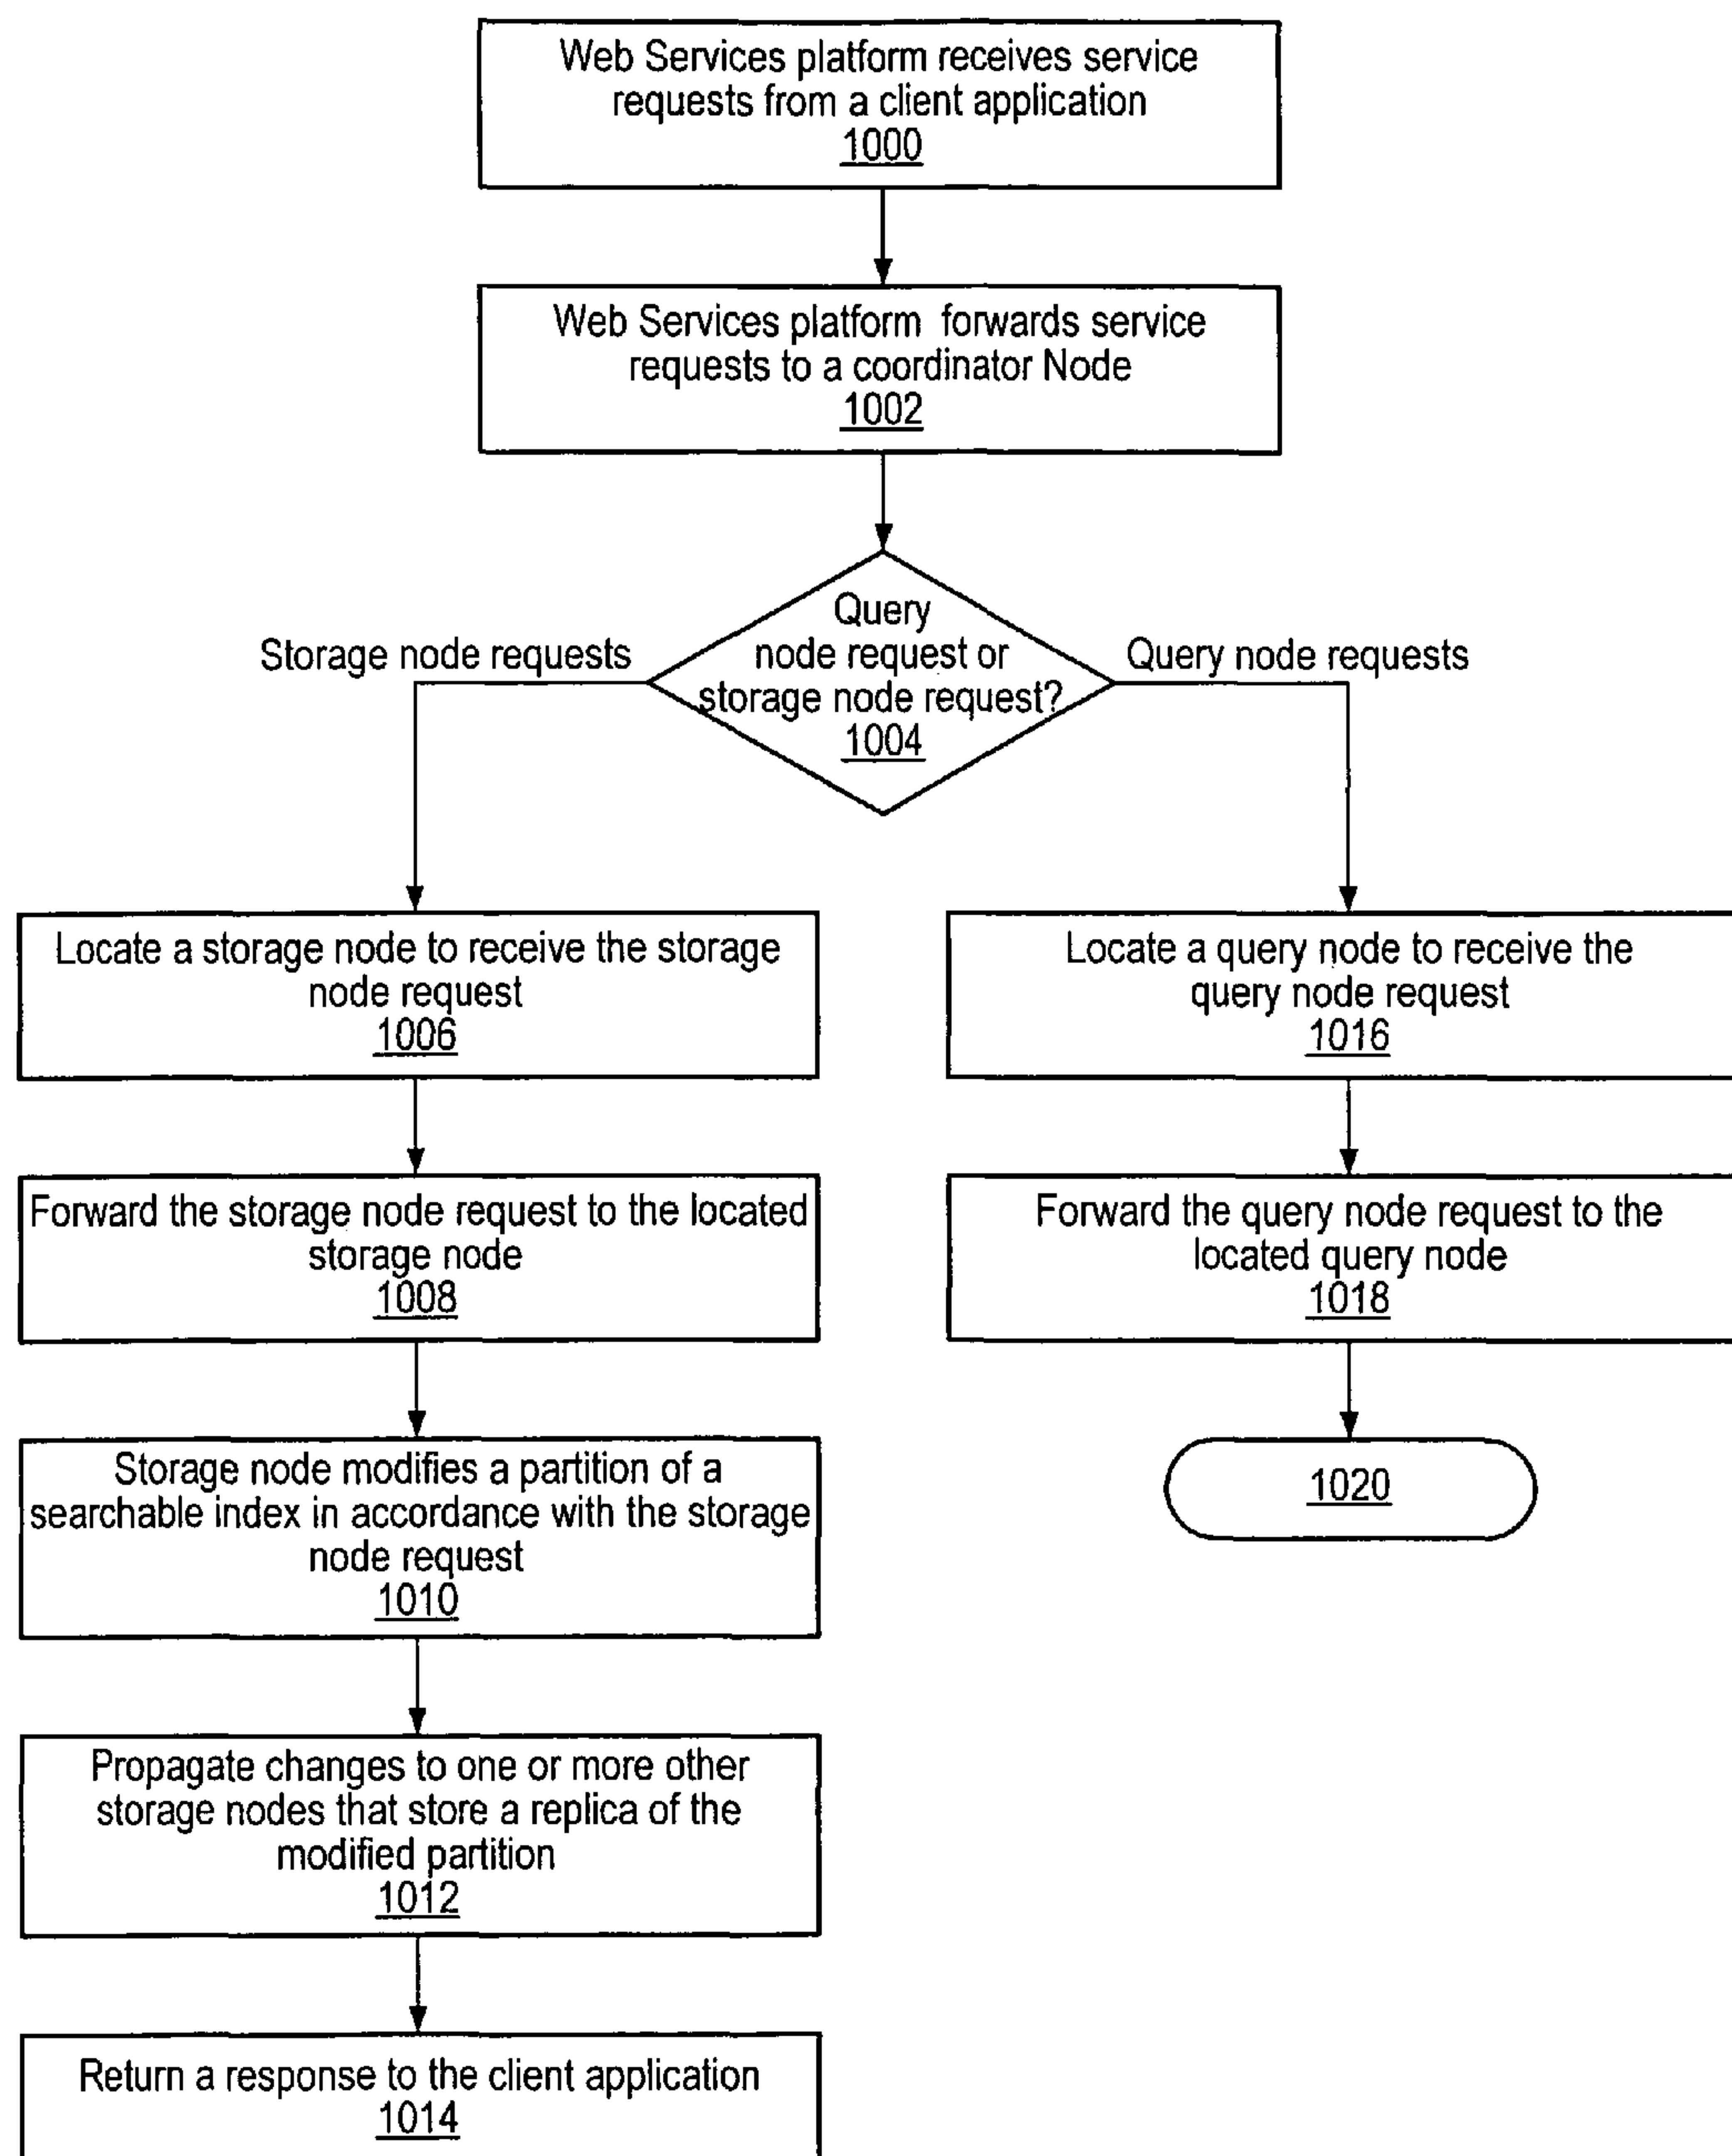 Web Services platform receives service
requests from a client application
1000
Web Services platform forwards service
requests to a coordinator Node
1002
Query
node request or
storage node request?
1004
Storage node requests
Query node requests
Locate a storage node to receive the storage
node request
1006
Forward the storage node request to the located
storage node
1008
Storage node modifies a partition of a
searchable index in accordance with the storage
node request
1010
Propagate changes to one or more other
storage nodes that store a replica of the
modified partition
1012
Return a response to the client application
1014
Locate a query node to receive the
query node request
1016
Forward the query node request to the
located query node
1018
1020